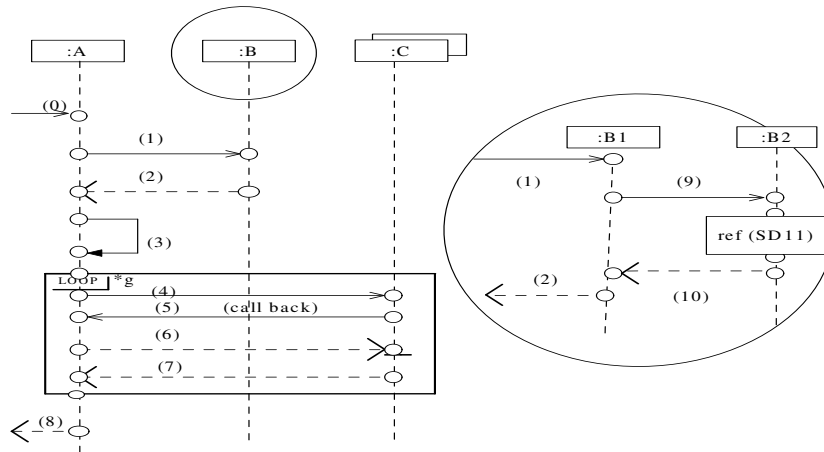 :A
:B
:C
(0)
(1)
(2)
(3)
LOOP *g
(4)
(5) (call back)
(6)
(7)
(8)
:B1
:B2
(1)
(9)
ref (SD11)
(2)
(10)